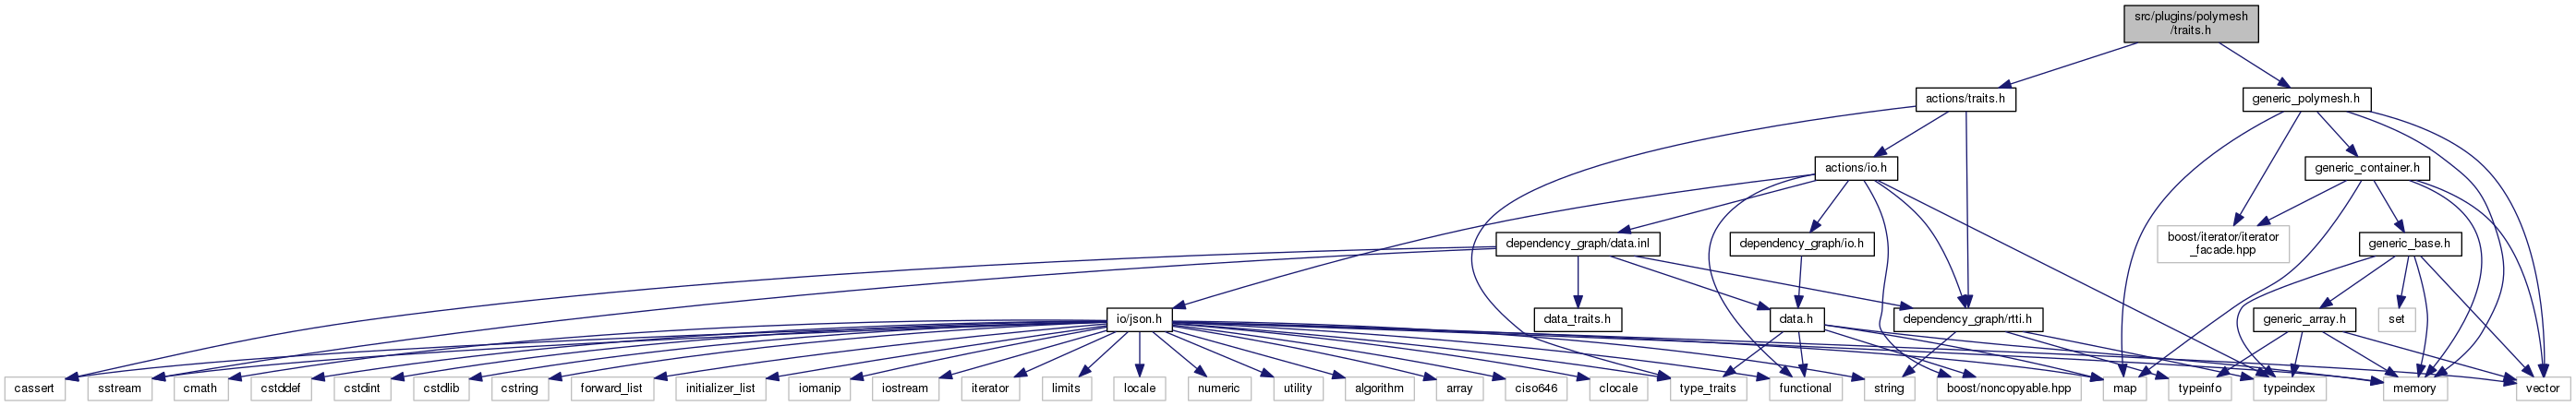 src/plugins/polymesh
/traits.h
actions/traits.h
generic_polymesh.h
actions/io.h
generic_container.h
dependency_graph/data.inl
dependency_graph/io.h
boost/iterator/iterator
_facade.hpp
generic_base.h
io/json.h
data_traits.h
data.h
dependency_graph/rtti.h
generic_array.h
set
cassert
sstream
cmath
cstddef
cstdint
cstdlib
cstring
forward_list
initializer_list
iomanip
iostream
iterator
limits
locale
numeric
utility
algorithm
array
ciso646
clocale
type_traits
functional
string
boost/noncopyable.hpp
map
typeinfo
typeindex
memory
vector